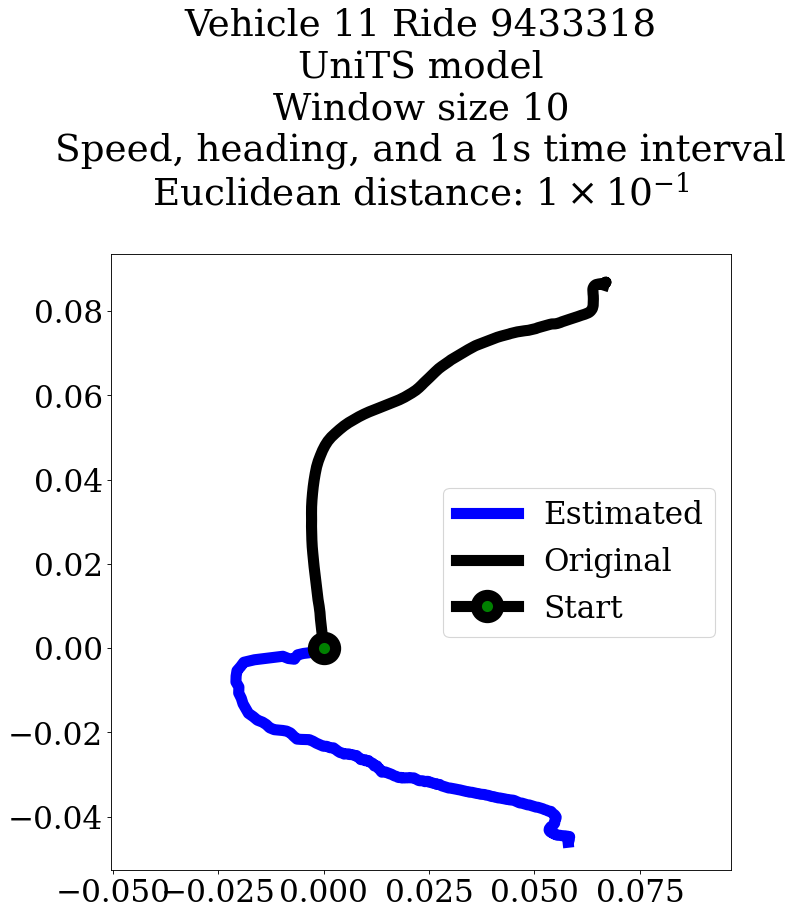 Vehicle 11 Ride 9433318
UniTS model
Window size 10
Speed, heading, and a 1s time interval
Euclidean distance: 1 × 10⁻¹
0.08
0.06
0.04
0.02
0.00
−0.02
−0.04
Estimated
Original
Start
−0.050 −0.025 0.000 0.025 0.050 0.075